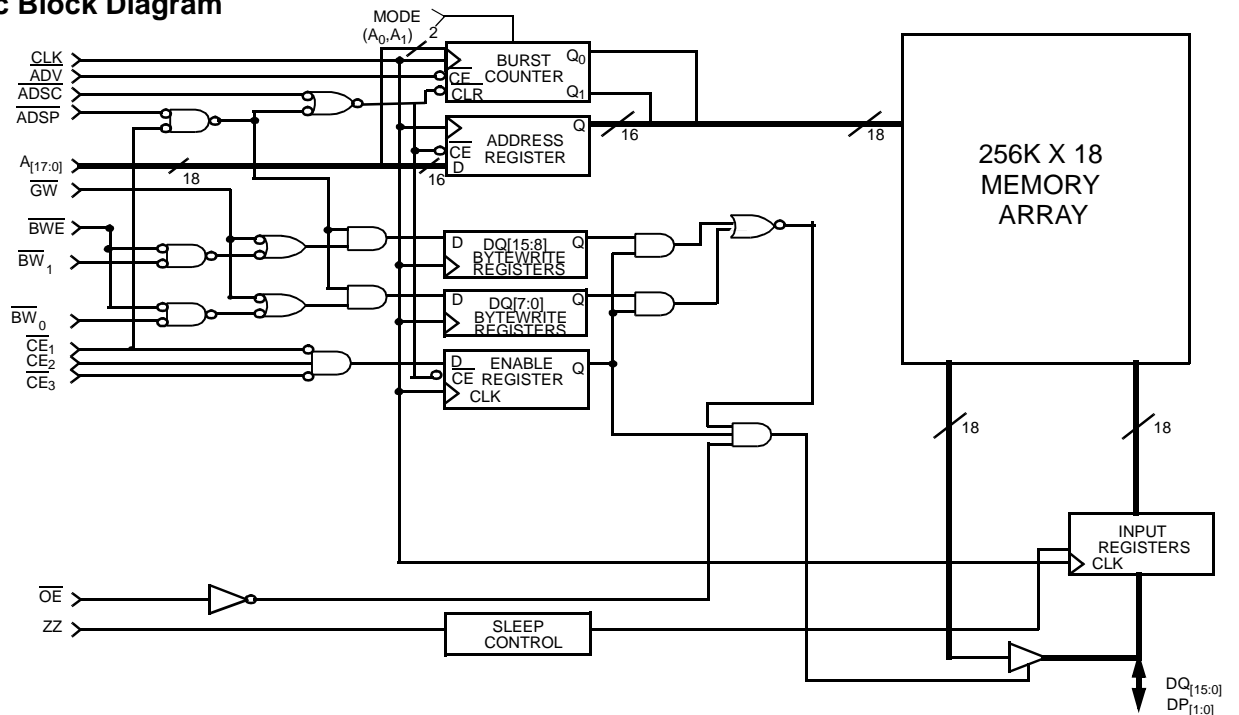 c Block Diagram
MODE
(A0,A1)
2
CLK
ADV
ADSC
ADSP
A[17:0]
18
GW
BWE
BW1
BW0
CE1
CE2
CE3
OE
ZZ
BURST
COUNTER
CE
CLR
Q0
Q1
ADDRESS
REGISTER
CE
D
Q
16
16
18
D
DQ[15:8]
BYTEWRITE
REGISTERS
Q
D
DQ[7:0]
BYTEWRITE
REGISTERS
Q
D
ENABLE
REGISTER
CE
CLK
Q
256K X 18
MEMORY
ARRAY
18
18
INPUT
REGISTERS
CLK
SLEEP
CONTROL
DQ[15:0]
DP[1:0]